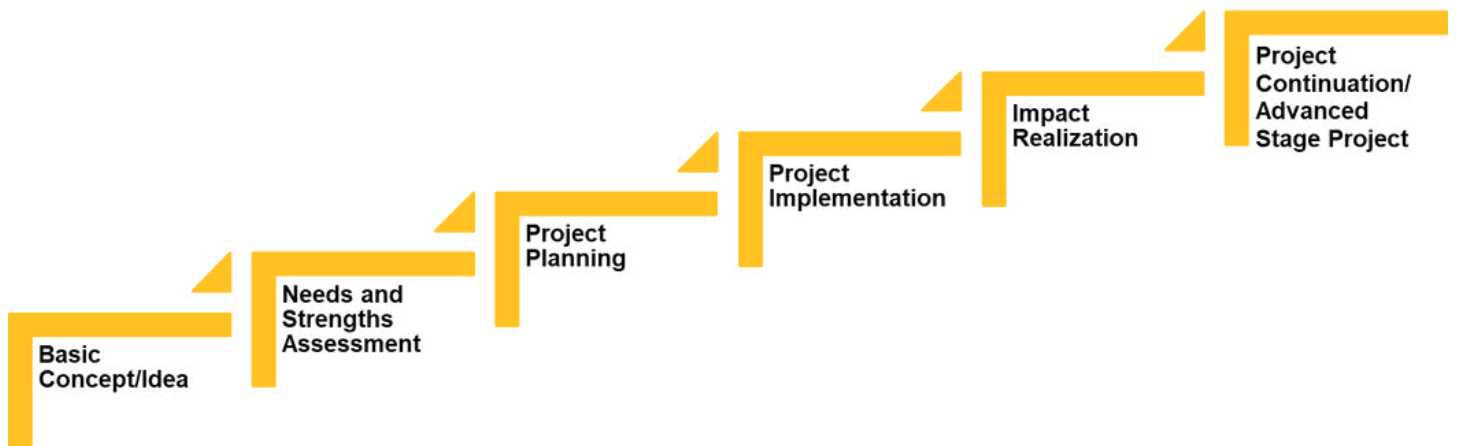 Basic
Concept/Idea
Needs and
Strengths
Assessment
Project
Planning
Project
Implementation
Impact
Realization
Project
Continuation/
Advanced
Stage Project